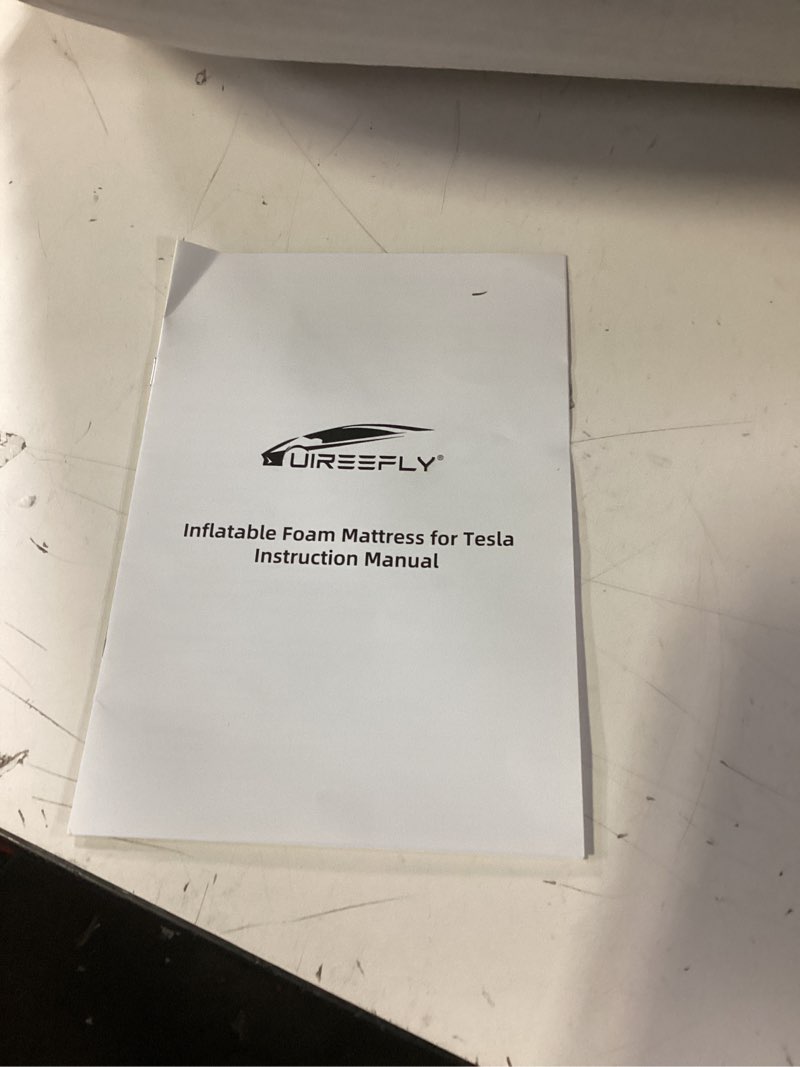 UIREEFLY®
Inflatable Foam Mattress for Tesla
Instruction Manual